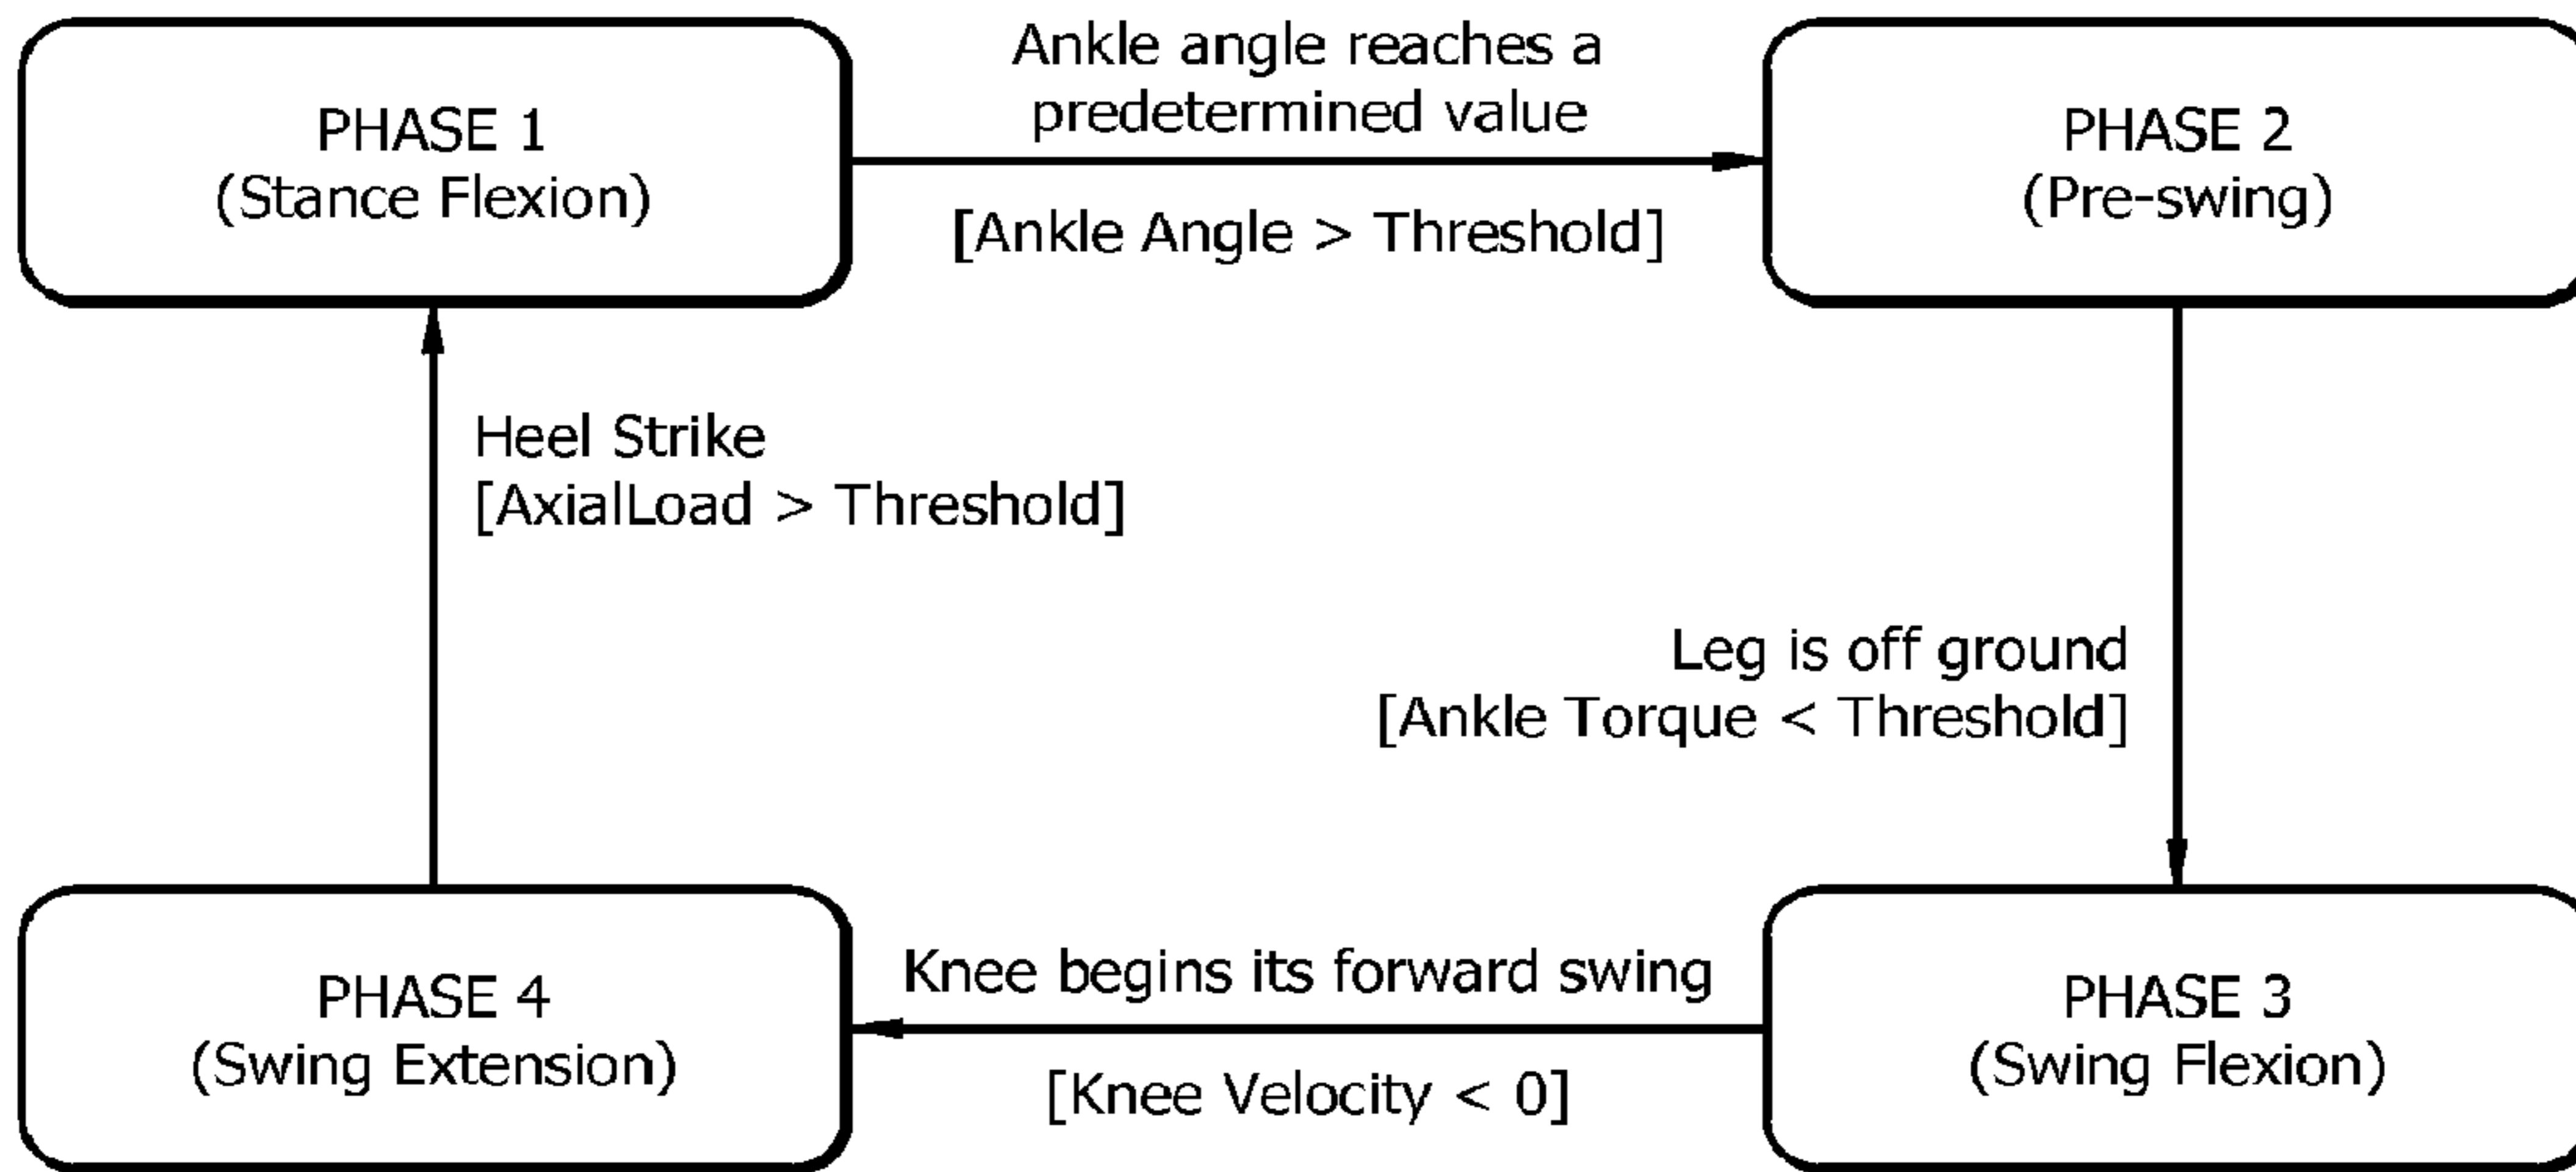 PHASE 1
(Stance Flexion)
Ankle angle reaches a
predetermined value
[Ankle Angle > Threshold]
PHASE 2
(Pre-swing)
Heel Strike
[AxialLoad > Threshold]
Leg is off ground
[Ankle Torque < Threshold]
PHASE 4
(Swing Extension)
Knee begins its forward swing
[Knee Velocity < 0]
PHASE 3
(Swing Flexion)